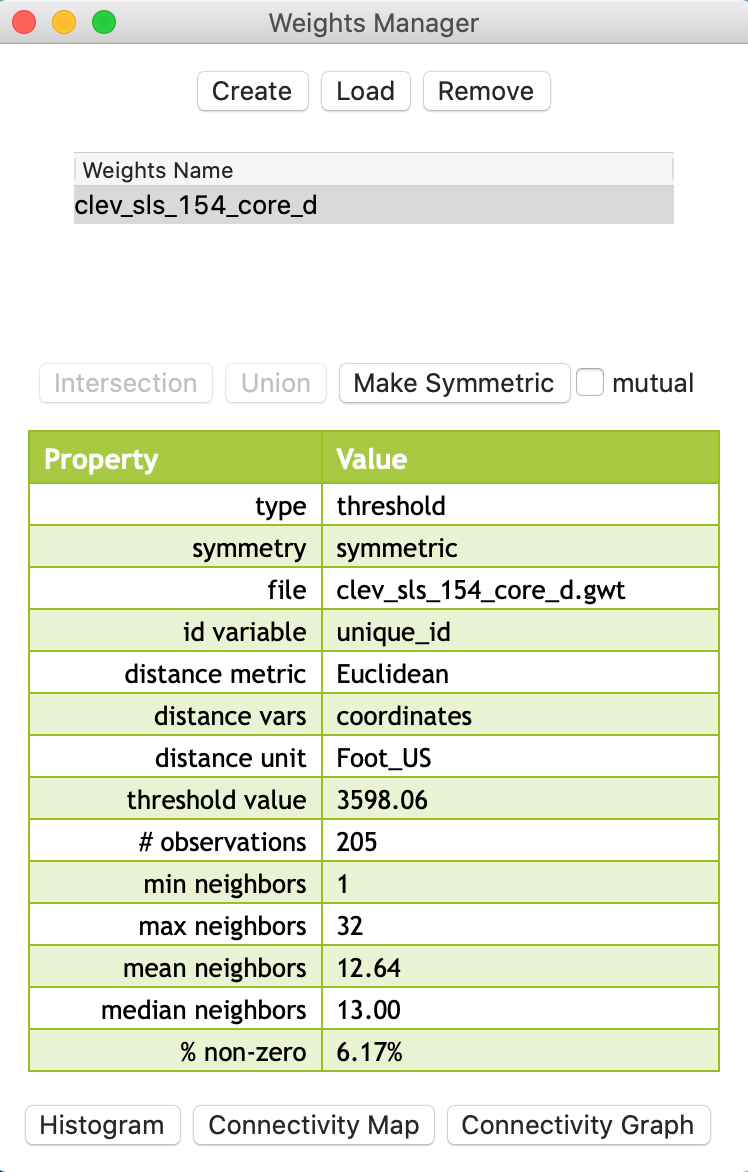 Weights Manager
Create Load Remove
Weights Name
clev_sls_154_core_d
Intersection Union Make Symmetric mutual
Property Value
type threshold
symmetry symmetric
file clev_sls_154_core_d.gwt
id variable unique_id
distance metric Euclidean
distance vars coordinates
distance unit Foot_US
threshold value 3598.06
# observations 205
min neighbors 1
max neighbors 32
mean neighbors 12.64
median neighbors 13.00
% non-zero 6.17%
Histogram Connectivity Map Connectivity Graph